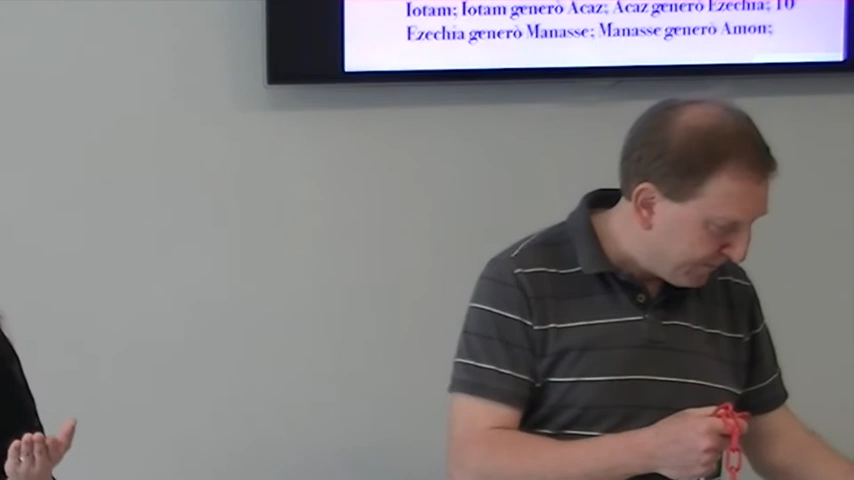 Iotam; Iotam generò Acaz; Acaz generò Ezechia; 10
Ezechia generò Manasse; Manasse generò Amon;